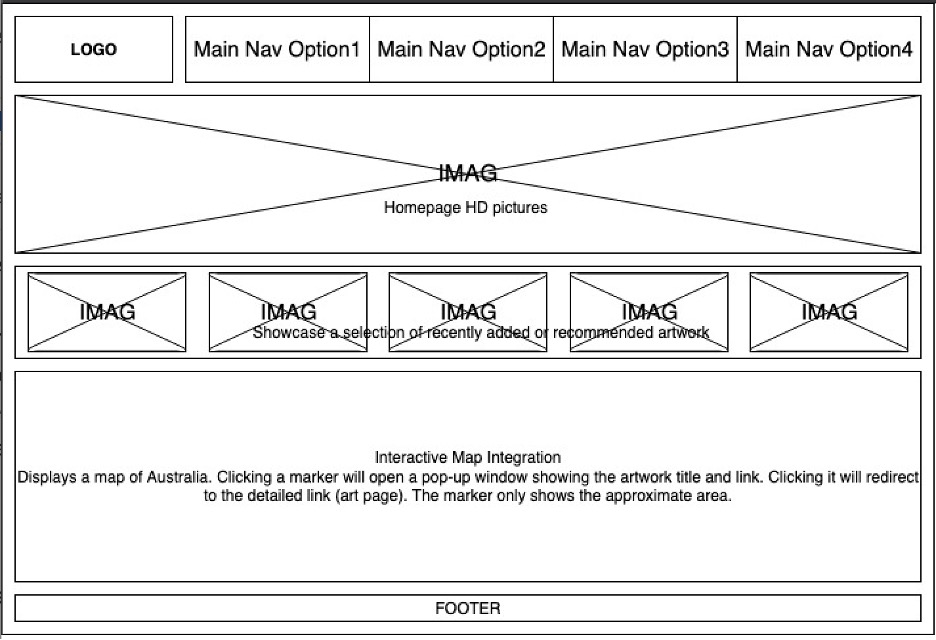 LOGO
Main Nav Option1
Main Nav Option2
Main Nav Option3
Main Nav Option4
IMAG
Homepage HD pictures
IMAG
IMAG
IMAG
IMAG
IMAG
Showcase a selection of recently added or recommended artwork
Interactive Map Integration
Displays a map of Australia. Clicking a marker will open a pop-up window showing the artwork title and link. Clicking it will redirect
to the detailed link (art page). The marker only shows the approximate area.
FOOTER